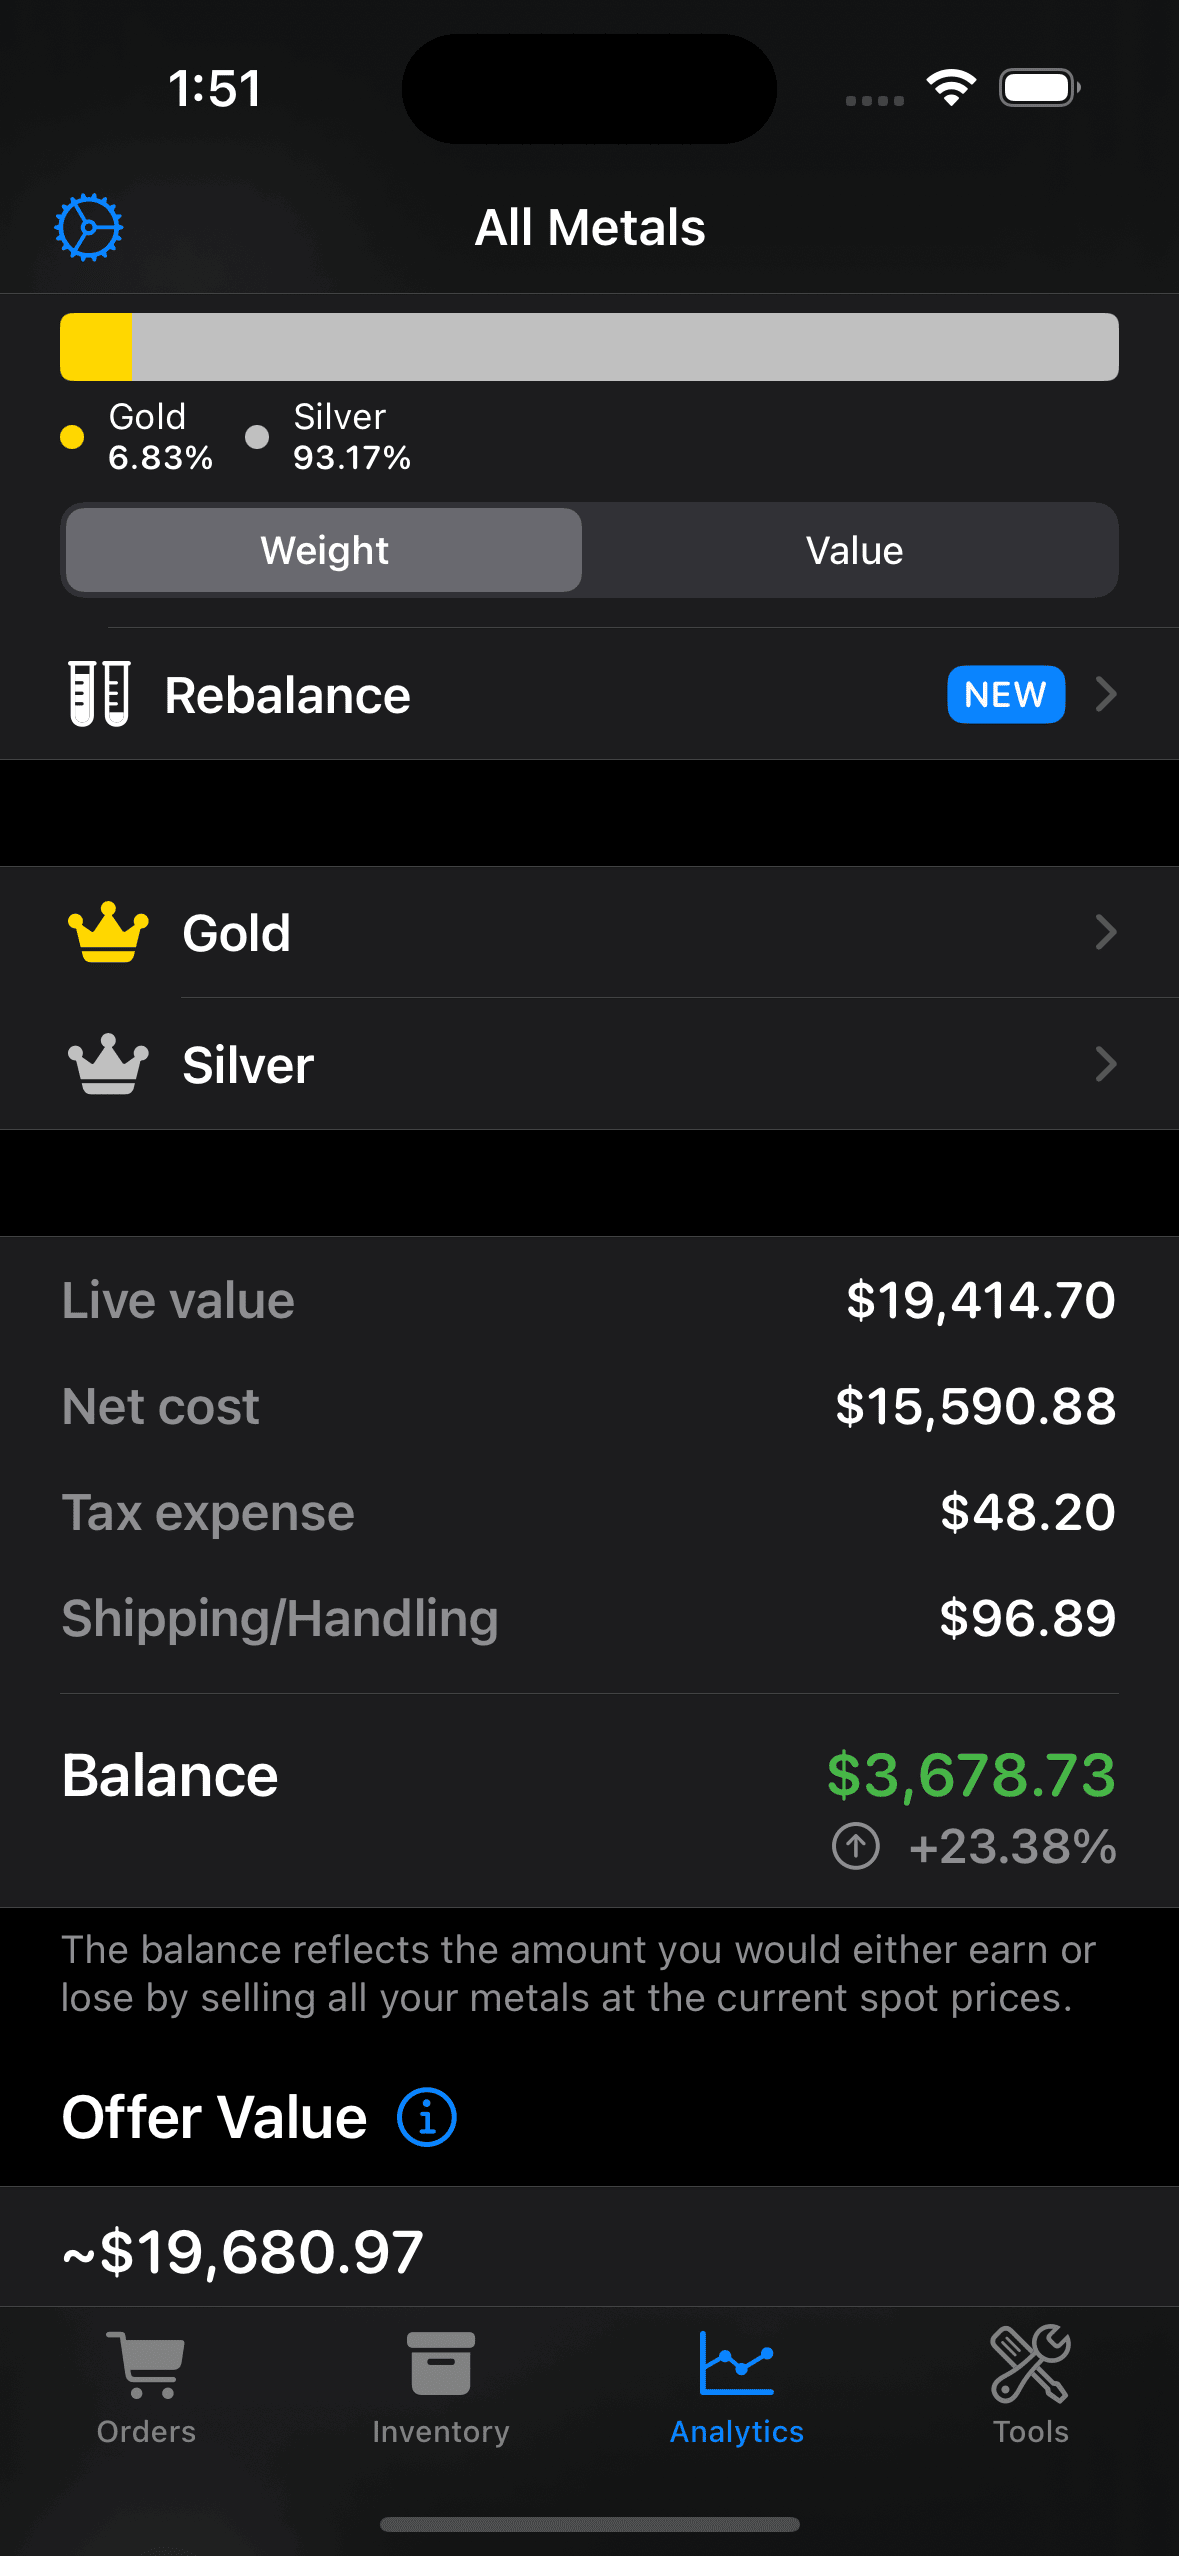 1:51
All Metals
Gold
6.83%
Silver
93.17%
Weight
Value
Rebalance
NEW
Gold
Silver
Live value
$19,414.70
Net cost
$15,590.88
Tax expense
$48.20
Shipping/Handling
$96.89
Balance
$3,678.73
+23.38%
The balance reflects the amount you would either earn or
lose by selling all your metals at the current spot prices.
Offer Value
~$19,680.97
Orders
Inventory
Analytics
Tools